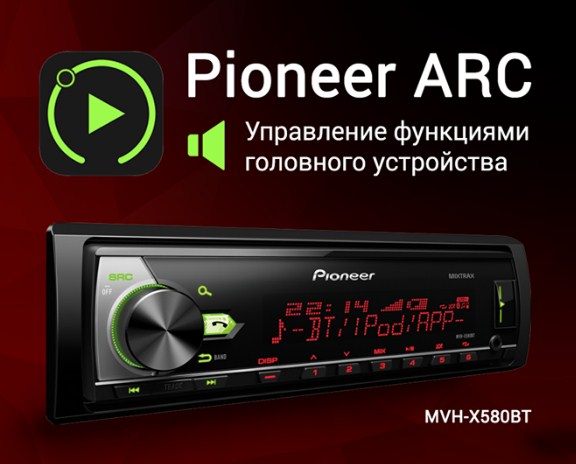 Pioneer ARC
Управление функциями
головного устройства
Pioneer
MIXTRAX
SRC
OFF
22:14
-BT/iPod/APP-
BAND
DISP
MIX
1 2 3 4 5 6
MVH-X580BT